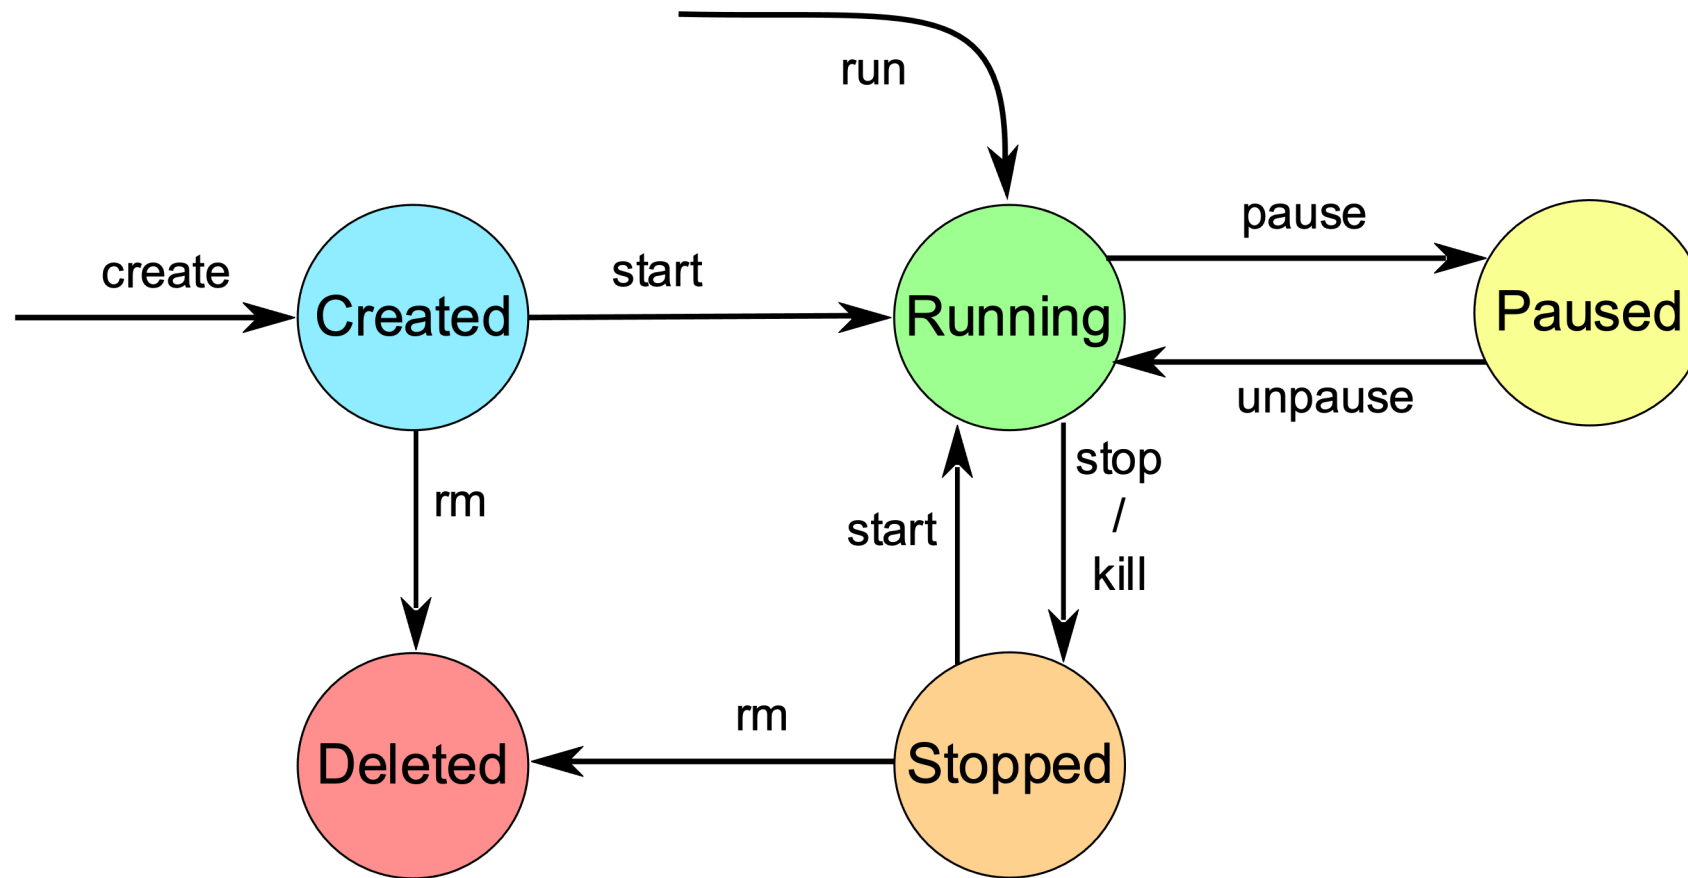 run
create
Created
start
Running
pause
Paused
unpause
rm
start
stop
/
kill
Deleted
rm
Stopped